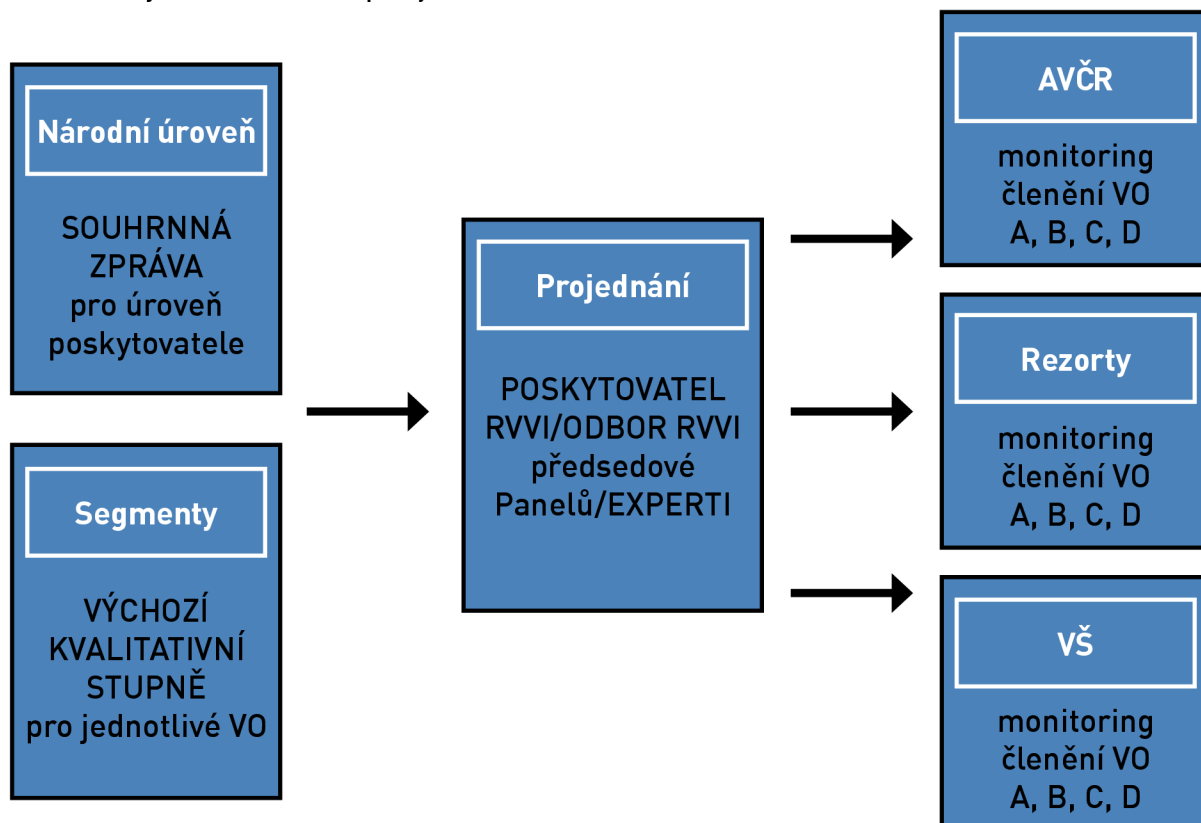 Národní úroveň
SOUHRNNÁ
ZPRÁVA
pro úroveň
poskytovatele
Segmenty
VÝCHOZÍ
KVALITATIVNÍ
STUPNĚ
pro jednotlivé VO
Projednání
POSKYTOVATEL
RVVI/ODBOR RVVI
předsedové
Panelů/EXPERTI
AVČR
monitoring
členění VO
A, B, C, D
Rezorty
monitoring
členění VO
A, B, C, D
VŠ
monitoring
členění VO
A, B, C, D